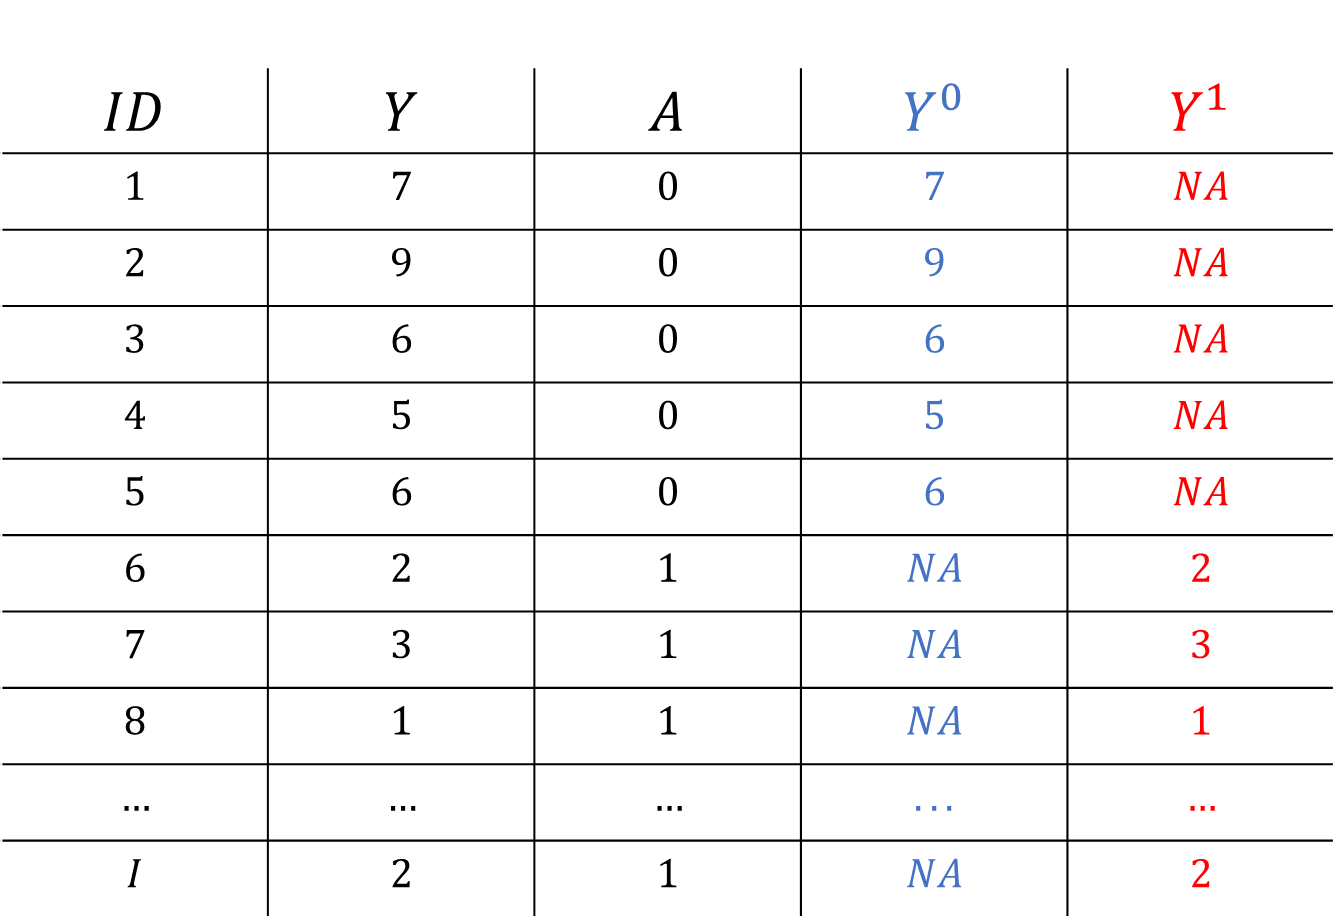 ID Y A Y⁰ Y¹
1 7 0 7 NA
2 9 0 9 NA
3 6 0 6 NA
4 5 0 5 NA
5 6 0 6 NA
6 2 1 NA 2
7 3 1 NA 3
8 1 1 NA 1
... ... ... ... ...
I 2 1 NA 2